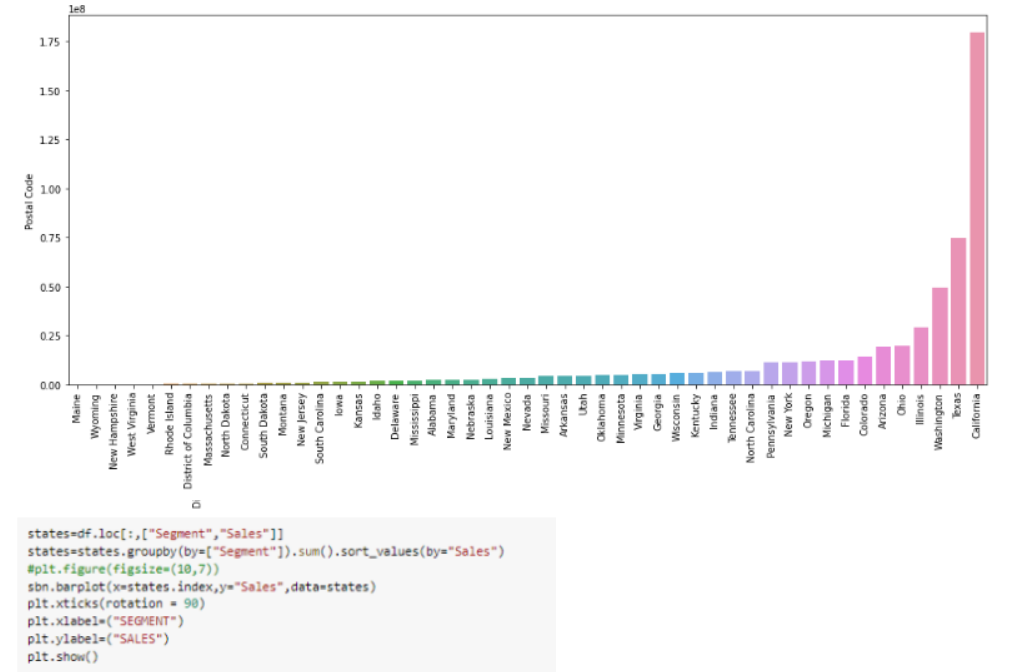 1e8
1.75
1.50
1.25
1.00
0.75
0.50
0.25
0.00
Postal Code
Maine
Wyoming
New Hampshire
West Virginia
Vermont
Rhode Island
District of Columbia
Massachusetts
North Dakota
Connecticut
South Dakota
Montana
New Jersey
South Carolina
Iowa
Kansas
Idaho
Delaware
Mississippi
Alabama
Maryland
Nebraska
Louisiana
New Mexico
Nevada
Missouri
Arkansas
Utah
Oklahoma
Minnesota
Virginia
Georgia
Wisconsin
Kentucky
Indiana
Tennessee
North Carolina
Pennsylvania
New York
Oregon
Michigan
Florida
Colorado
Arizona
Ohio
Illinois
Washington
Texas
California
Di
states=df.loc[:,["Segment","Sales"]]
states=states.groupby(by=["Segment"]).sum().sort_values(by="Sales")
#plt.figure(figsize=(10,7))
sbn.barplot(x=states.index,y="Sales",data=states)
plt.xticks(rotation = 90)
plt.xlabel=("SEGMENT")
plt.ylabel=("SALES")
plt.show()